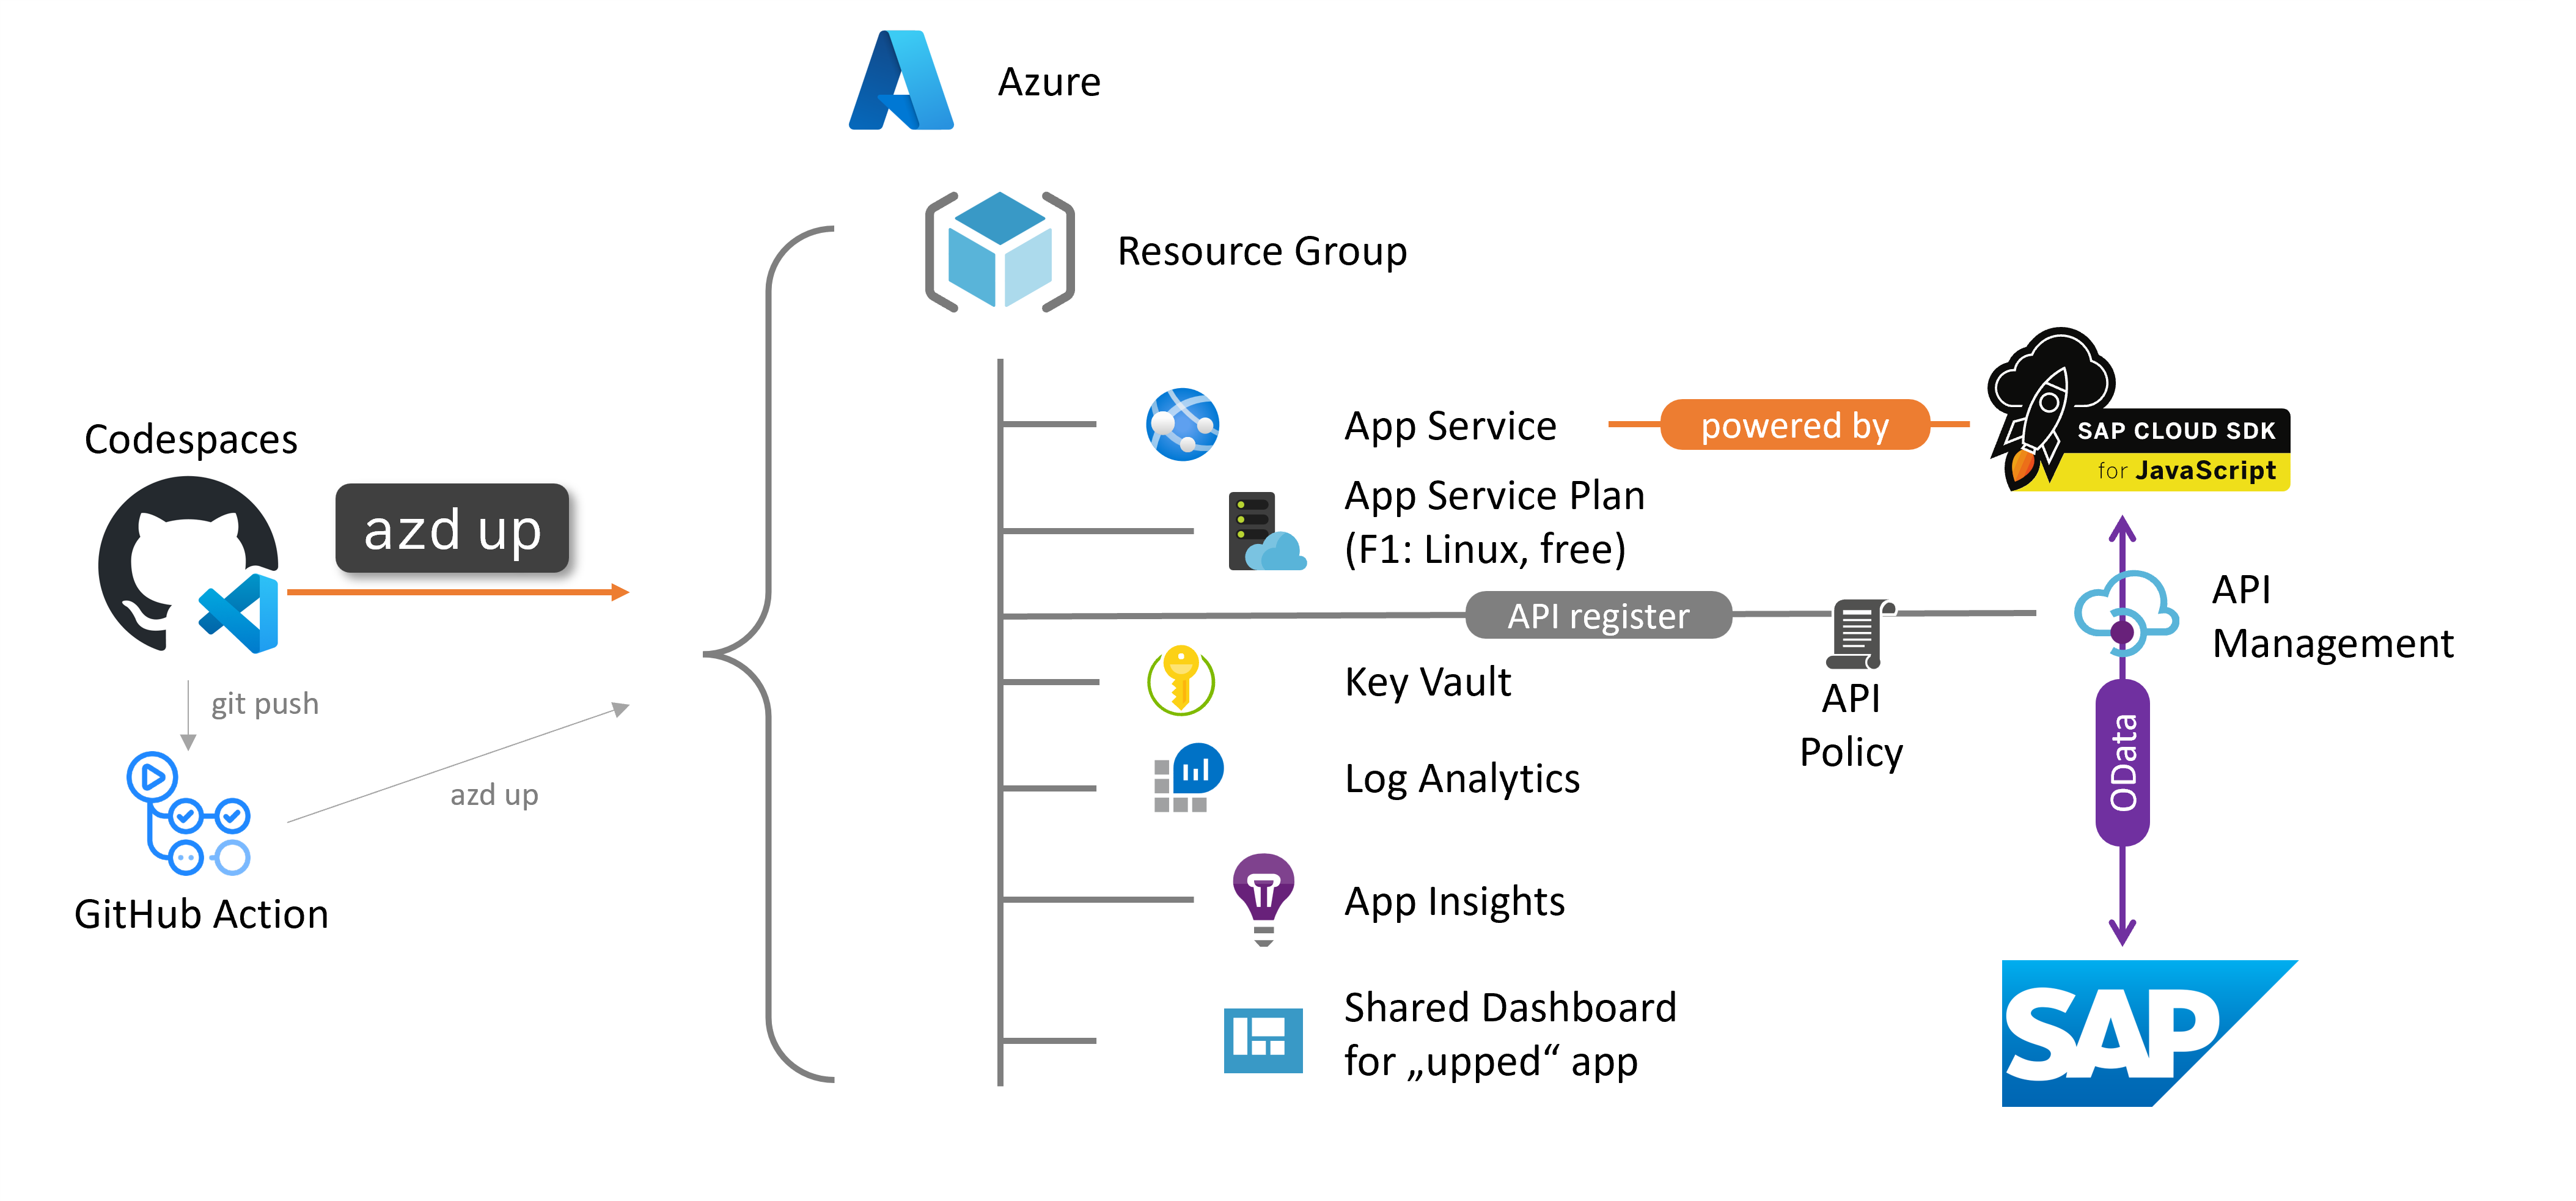 Azure
Resource Group
Codespaces
azd up
git push
azd up
GitHub Action
App Service
powered by
SAP CLOUD SDK
for JavaScript
App Service Plan
(F1: Linux, free)
API register
API
Policy
API
Management
Key Vault
Log Analytics
OData
App Insights
Shared Dashboard
for „upped“ app
SAP